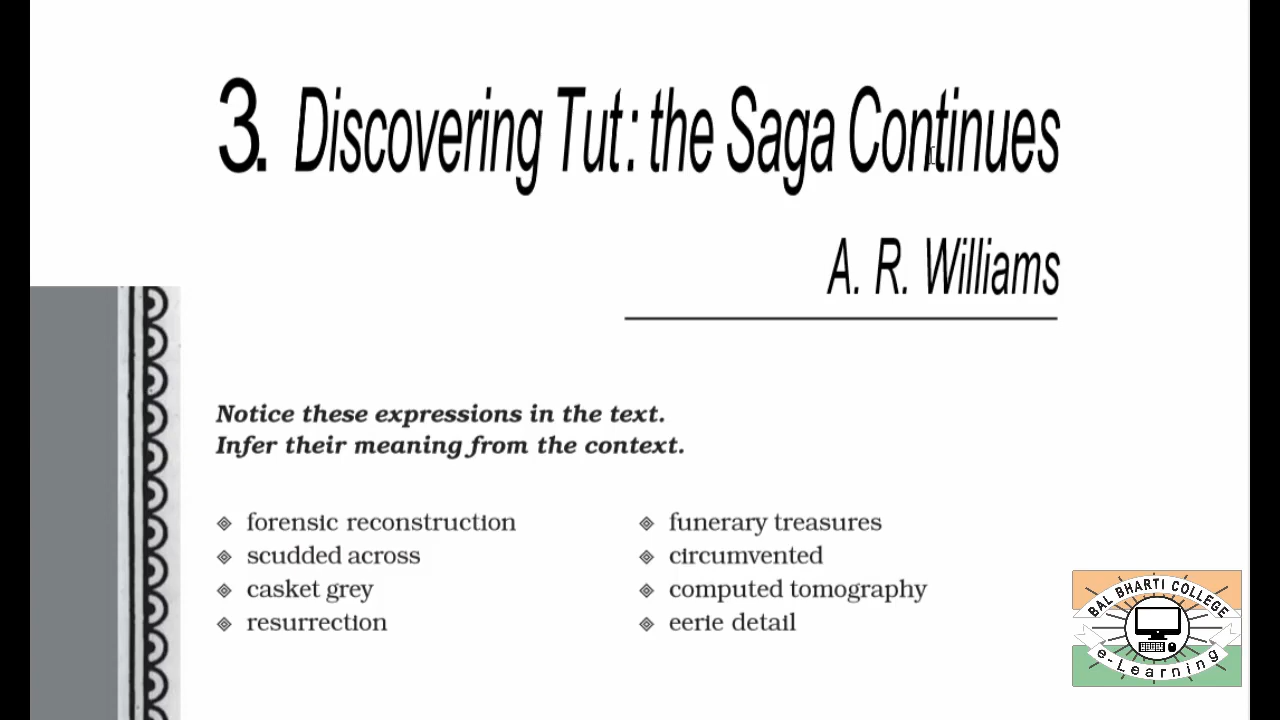 3. Discovering Tut : the Saga Continues
A. R. Williams
Notice these expressions in the text.
Infer their meaning from the context.
forensic reconstruction
scudded across
casket grey
resurrection
funerary treasures
circumvented
computed tomography
eerie detail
BAL BHARTI COLLEGE
e-Learning